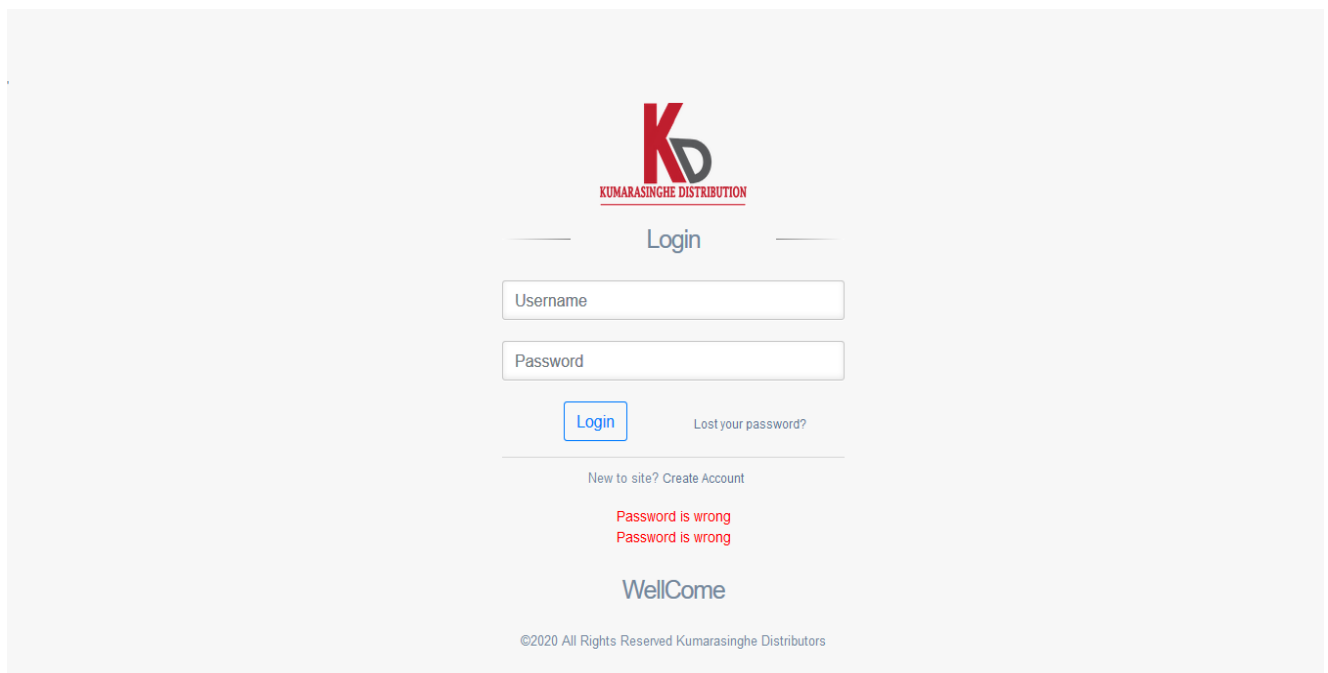 KD
KUMARASINGHE DISTRIBUTION
Login
Username
Password
Login Lost your password?
New to site? Create Account
Password is wrong
Password is wrong
WellCome
©2020 All Rights Reserved Kumarasinghe Distributors